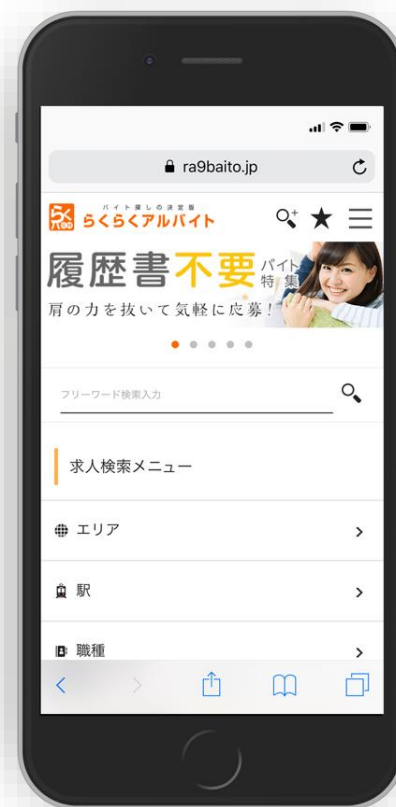 ra9baito.jp
らく
バイト探しの決定版
らくらくアルバイト
履歴書不要
バイト
特集
肩の力を抜いて気軽に応募!
フリーワード検索入力
求人検索メニュー
エリア
駅
職種